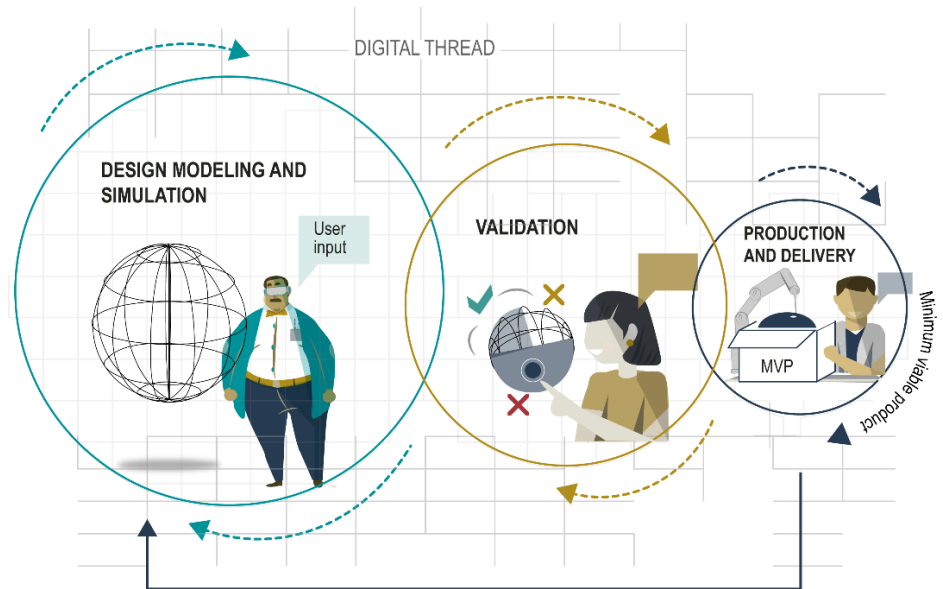 DIGITAL THREAD
DESIGN MODELING AND
SIMULATION
User
input
VALIDATION
PRODUCTION
AND DELIVERY
MVP
Minimum viable product